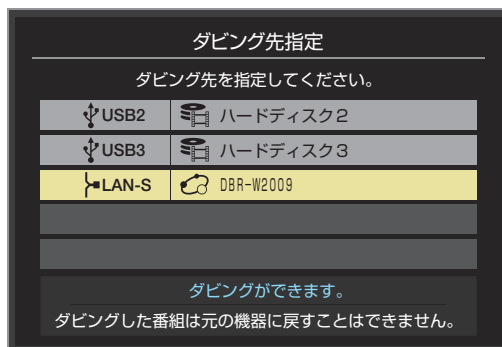 ダビング先指定
ダビング先を指定してください。
USB2 ハードディスク2
USB3 ハードディスク3
LAN-S DBR-W2009
ダビングができます。
ダビングした番組は元の機器に戻すことはできません。